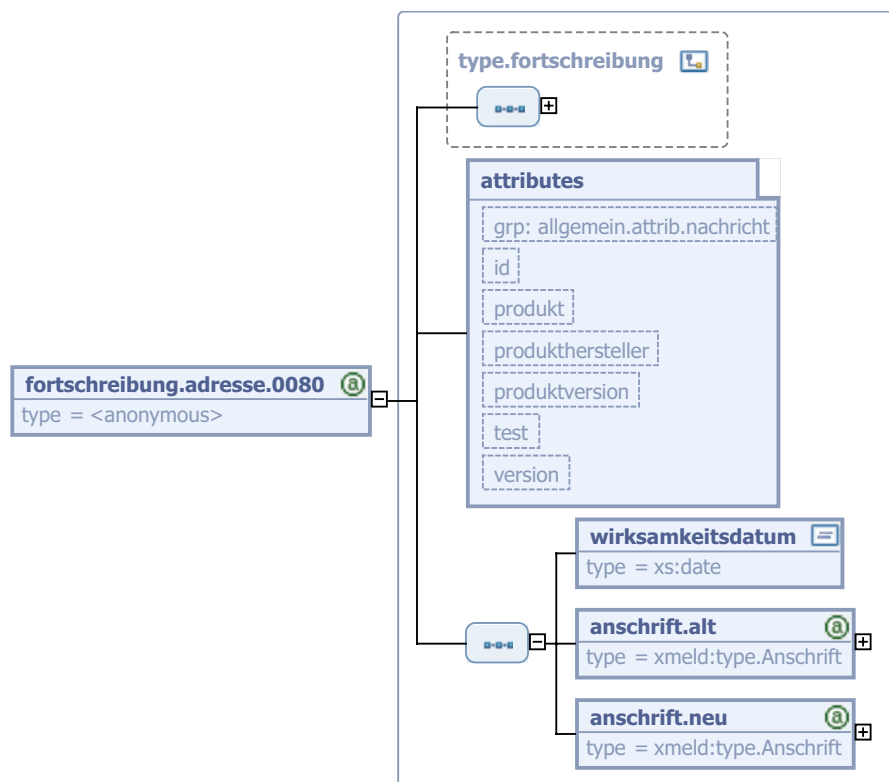 type.fortschreibung
attributes
grp: allgemein.attrib.nachricht
id
produkt
produkthersteller
produktversion
test
version
fortschreibung.adresse.0080 @
type = <anonymous>
wirksamkeitsdatum
type = xs:date
anschrift.alt @
type = xmeld:type.Anschrift
anschrift.neu @
type = xmeld:type.Anschrift